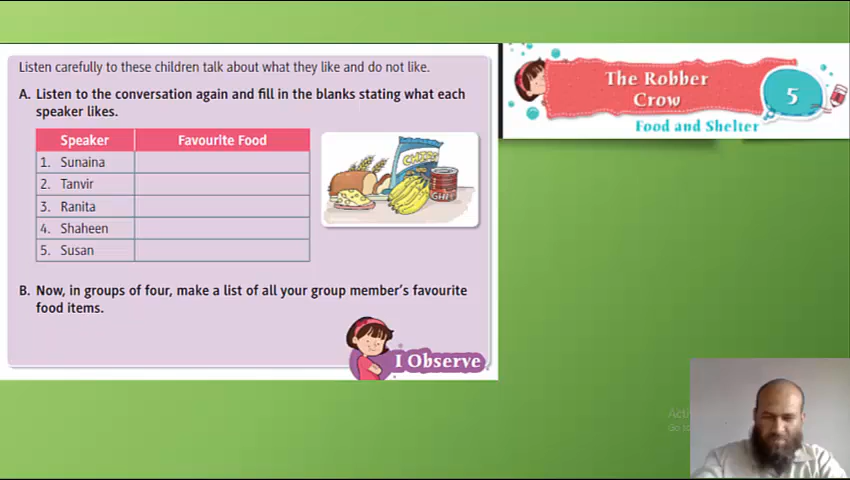 Listen carefully to these children talk about what they like and do not like.
A. Listen to the conversation again and fill in the blanks stating what each
speaker likes.
Speaker Favourite Food
1. Sunaina
2. Tanvir
3. Ranita
4. Shaheen
5. Susan
CHIPS
GHEE
B. Now, in groups of four, make a list of all your group member's favourite
food items.
I Observe
The Robber
Crow
5
Food and Shelter